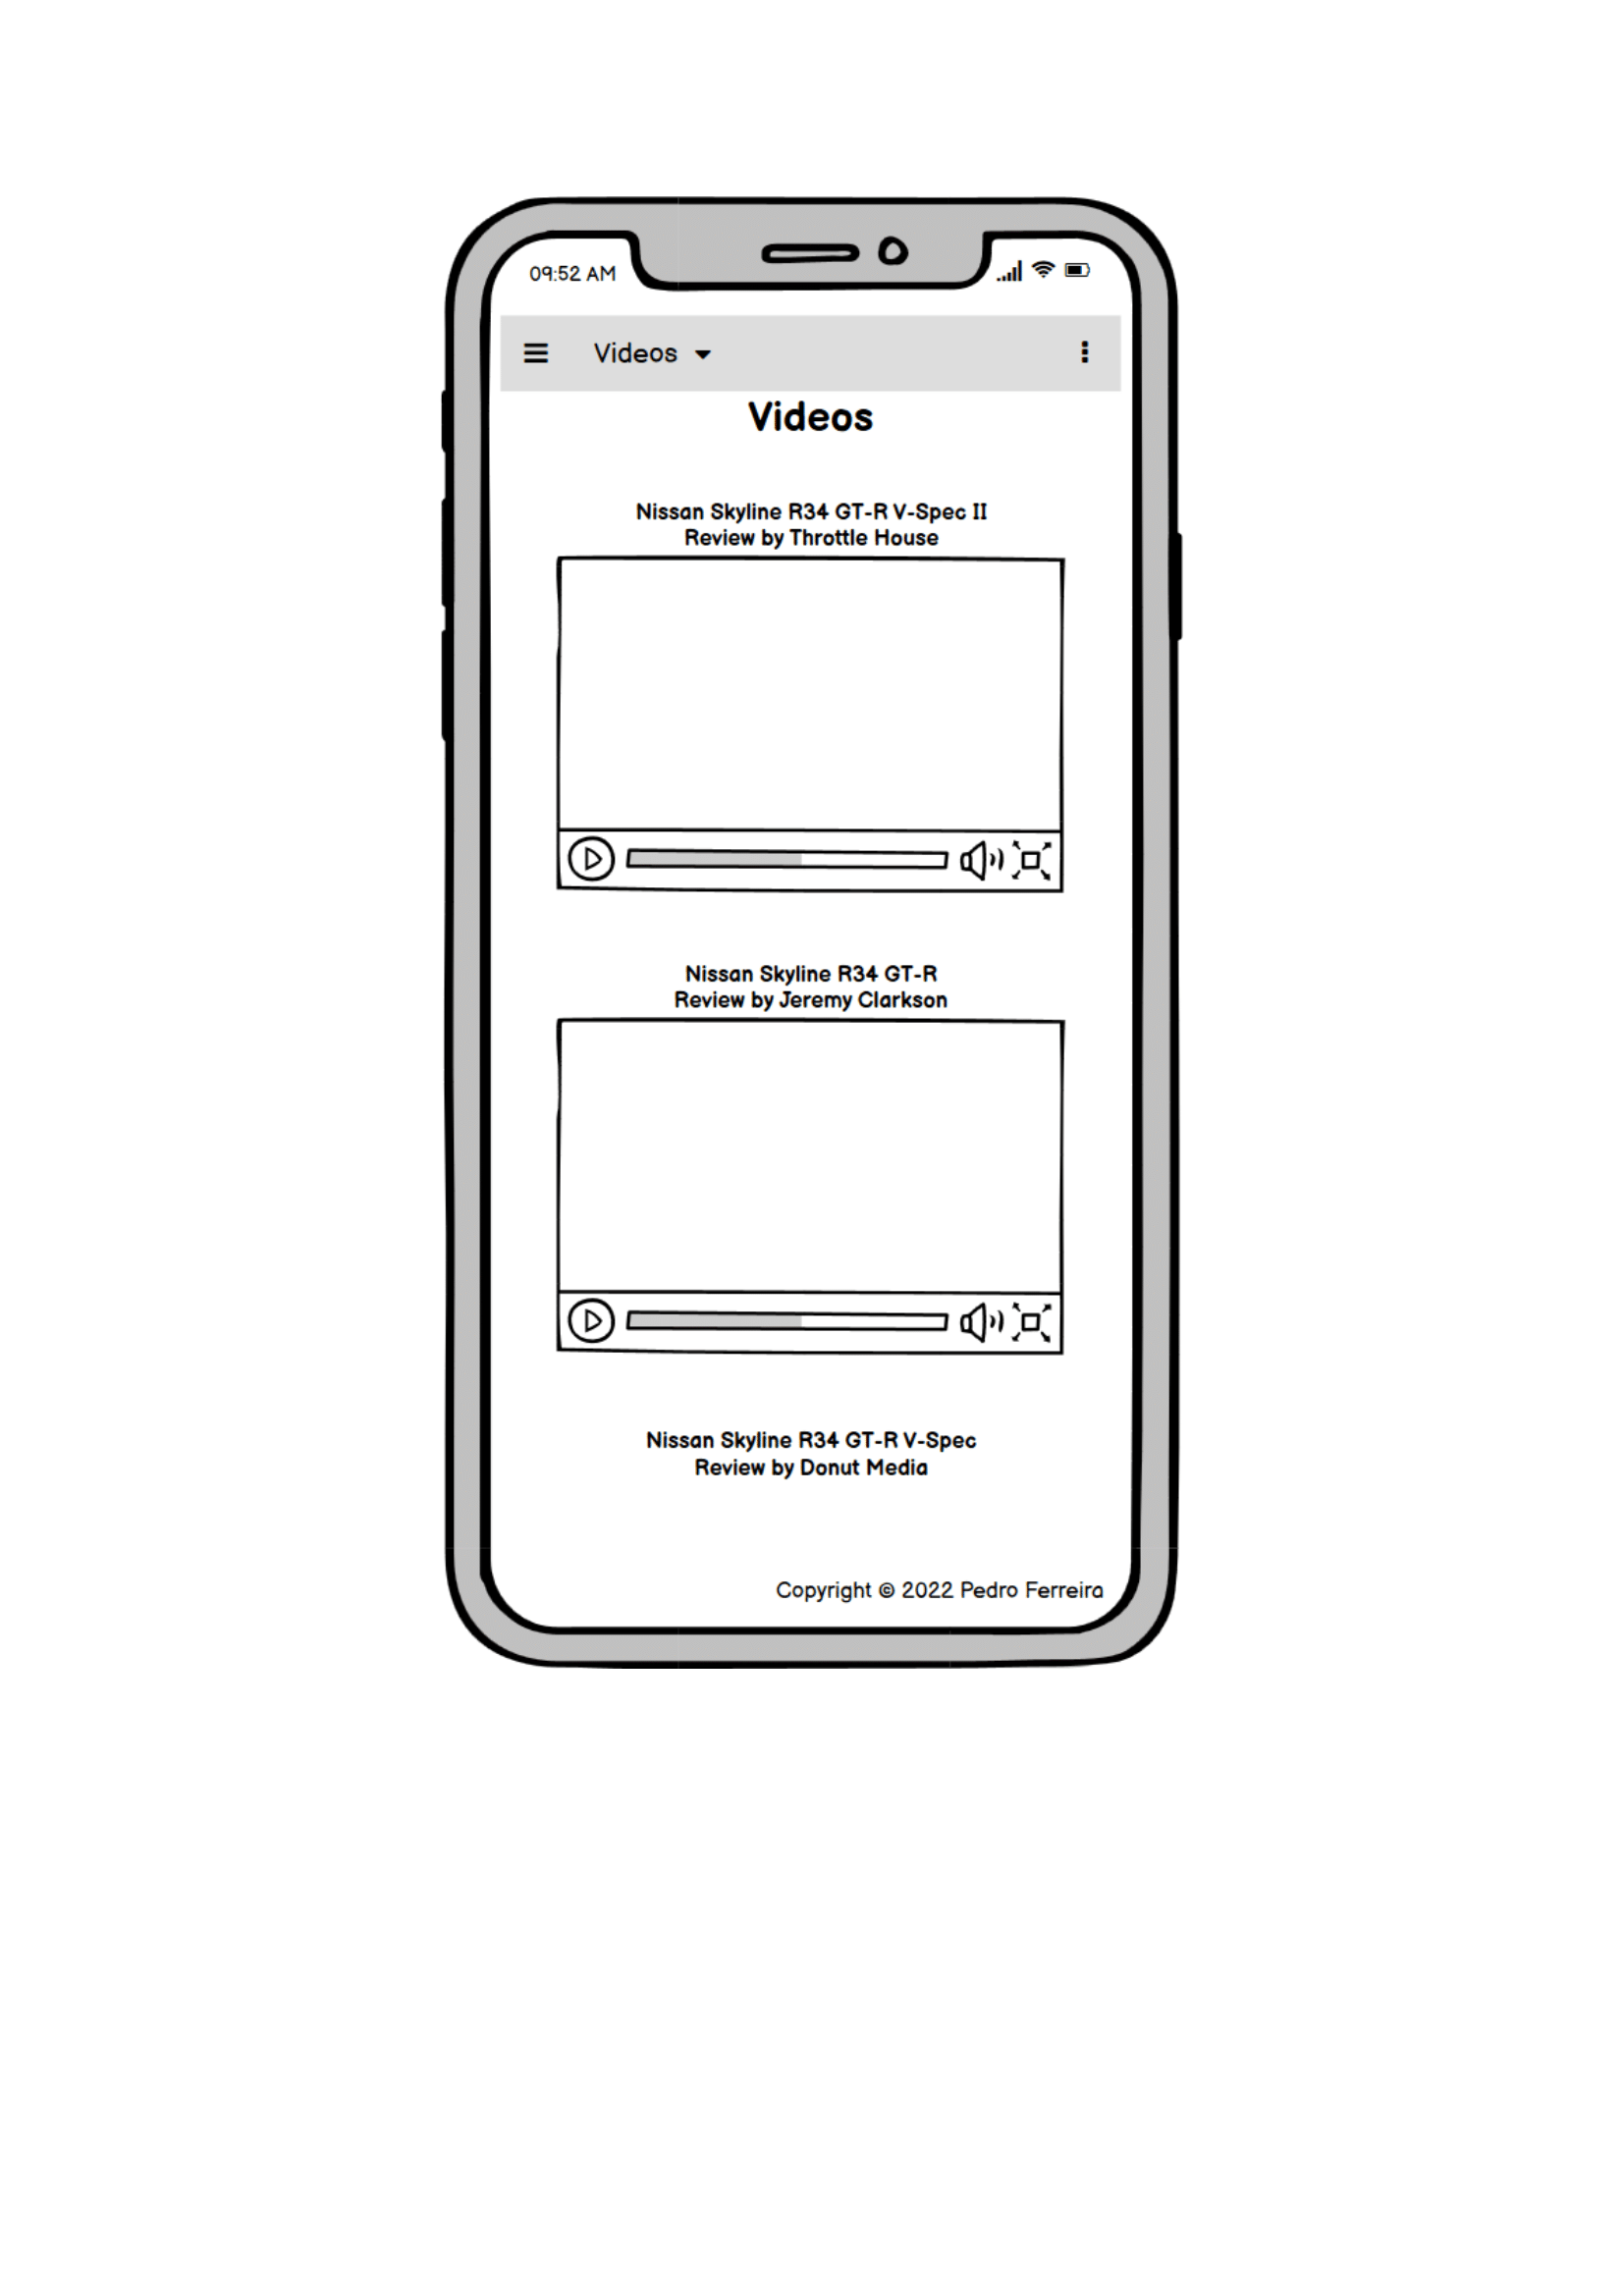 09:52 AM
Videos
Videos
Nissan Skyline R34 GT-R V-Spec II
Review by Throttle House
Nissan Skyline R34 GT-R
Review by Jeremy Clarkson
Nissan Skyline R34 GT-R V-Spec
Review by Donut Media
Copyright © 2022 Pedro Ferreira